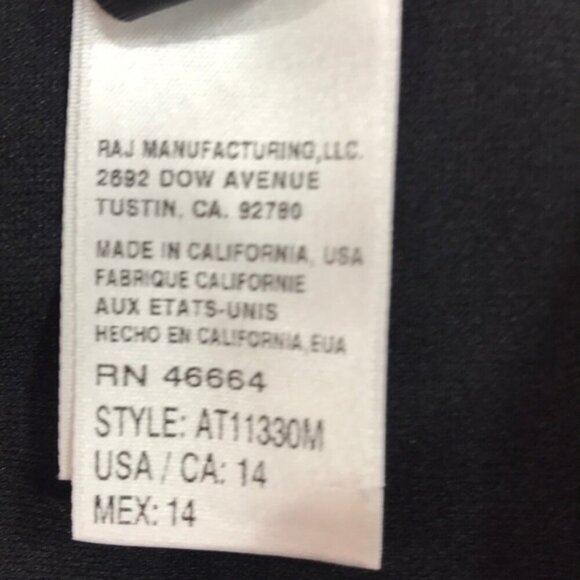 RAJ MANUFACTURING,LLC.
2692 DOW AVENUE
TUSTIN, CA. 92780
MADE IN CALIFORNIA, USA
FABRIQUE CALIFORNIE
AUX ETATS-UNIS
HECHO EN CALIFORNIA,EUA
RN 46664
STYLE: AT11330M
USA / CA: 14
MEX: 14